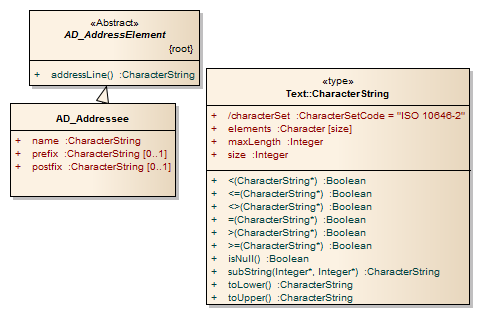 «Abstract»
AD_AddressElement
{root}
+ addressLine() :CharacterString
AD_Addressee
+ name :CharacterString
+ prefix :CharacterString [0..1]
+ postfix :CharacterString [0..1]
«type»
Text::CharacterString
+ /characterSet :CharacterSetCode = "ISO 10646-2"
+ elements :Character [size]
+ maxLength :Integer
+ size :Integer
+ <(CharacterString*) :Boolean
+ <=(CharacterString*) :Boolean
+ <>(CharacterString*) :Boolean
+ =(CharacterString*) :Boolean
+ >(CharacterString*) :Boolean
+ >=(CharacterString*) :Boolean
+ isNull() :Boolean
+ subString(Integer*, Integer*) :CharacterString
+ toLower() :CharacterString
+ toUpper() :CharacterString